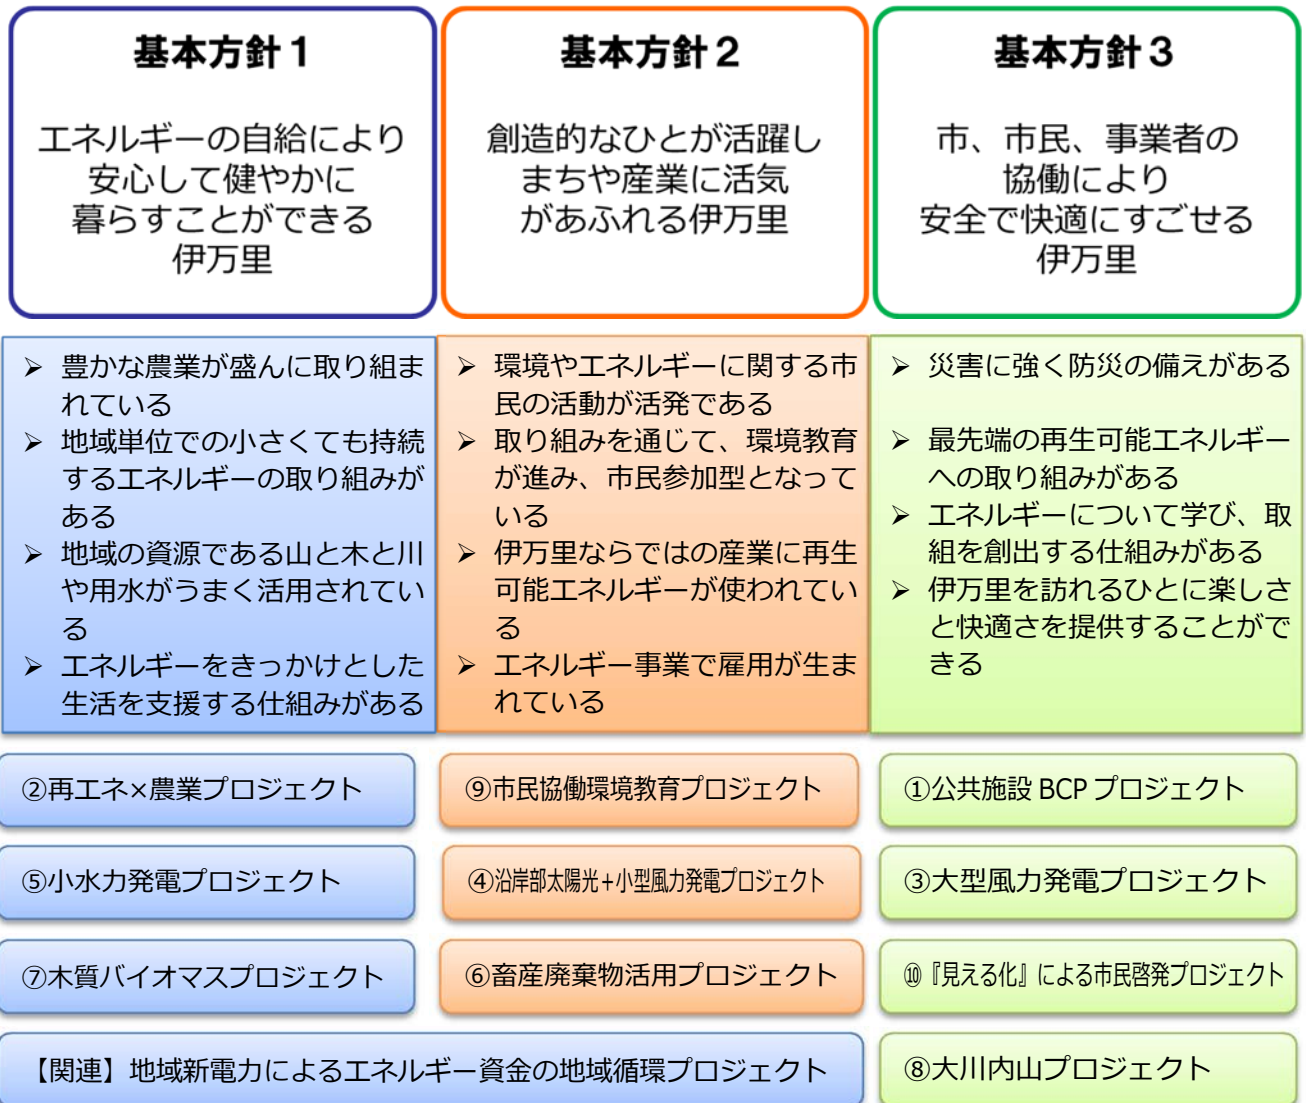 基本方針１
エネルギーの自給により
安心して健やかに
暮らすことができる
伊万里
基本方針２
創造的なひとが活躍し
まちや産業に活気
があふれる伊万里
基本方針３
市、市民、事業者の
協働により
安全で快適にすごせる
伊万里
➢ 豊かな農業が盛んに取り組ま
れている
➢ 地域単位での小さくても持続
するエネルギーの取り組みが
ある
➢ 地域の資源である山と木と川
や用水がうまく活用されてい
る
➢ エネルギーをきっかけとした
生活を支援する仕組みがある
➢ 環境やエネルギーに関する市
民の活動が活発である
➢ 取り組みを通じて、環境教育
が進み、市民参加型となって
いる
➢ 伊万里ならではの産業に再生
可能エネルギーが使われてい
る
➢ エネルギー事業で雇用が生ま
れている
➢ 災害に強く防災の備えがある
➢ 最先端の再生可能エネルギー
への取り組みがある
➢ エネルギーについて学び、取
組を創出する仕組みがある
➢ 伊万里を訪れるひとに楽しさ
と快適さを提供することがで
きる
②再エネ×農業プロジェクト
⑨市民協働環境教育プロジェクト
①公共施設 BCP プロジェクト
⑤小水力発電プロジェクト
④沿岸部太陽光+小型風力発電プロジェクト
③大型風力発電プロジェクト
⑦木質バイオマスプロジェクト
⑥畜産廃棄物活用プロジェクト
⑩『見える化』による市民啓発プロジェクト
【関連】地域新電力によるエネルギー資金の地域循環プロジェクト
⑧大川内山プロジェクト